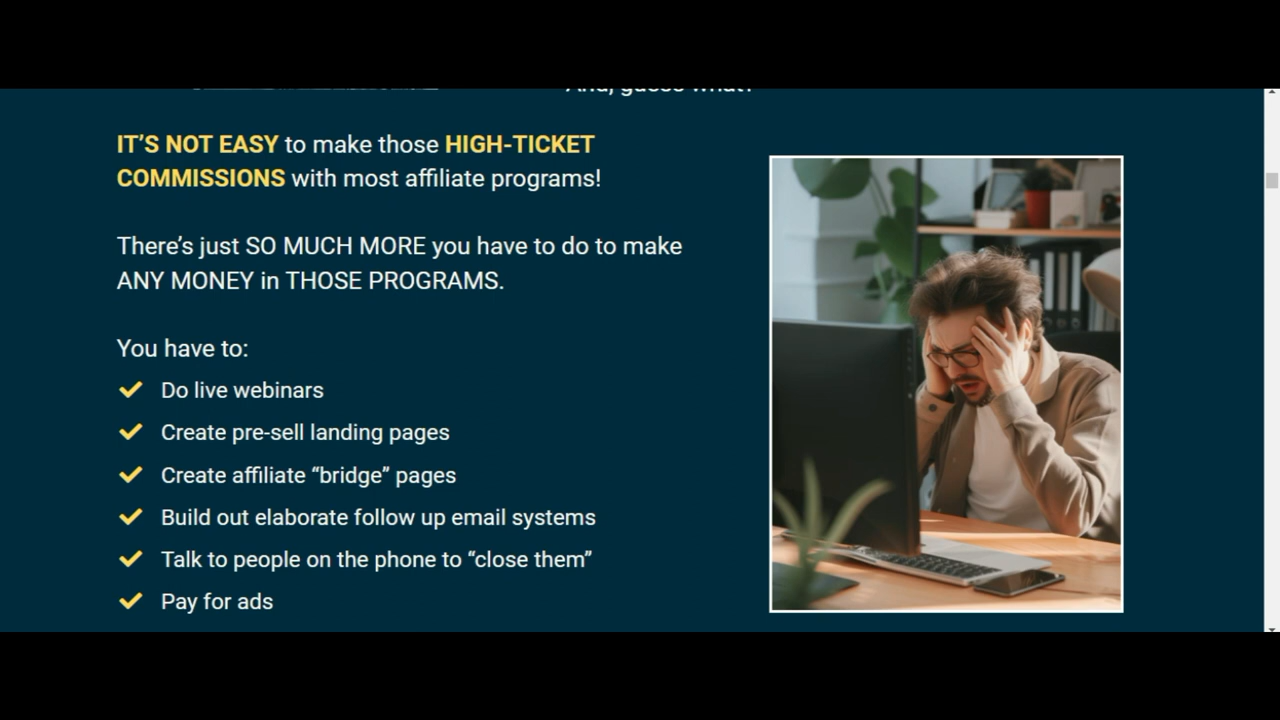 And, guess what?
IT’S NOT EASY to make those HIGH-TICKET
COMMISSIONS with most affiliate programs!
There’s just SO MUCH MORE you have to do to make
ANY MONEY in THOSE PROGRAMS.
You have to:
Do live webinars
Create pre-sell landing pages
Create affiliate “bridge” pages
Build out elaborate follow up email systems
Talk to people on the phone to “close them”
Pay for ads